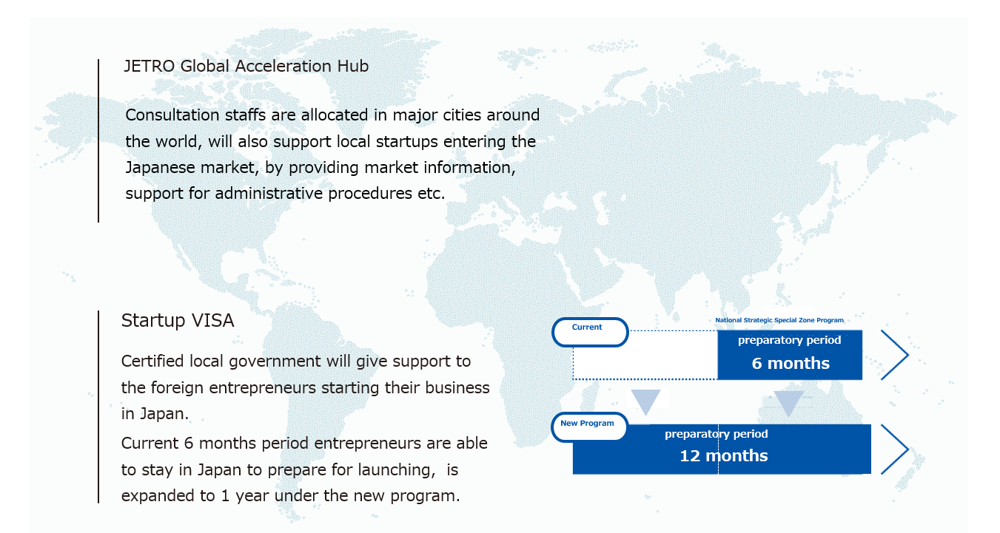 JETRO Global Acceleration Hub
Consultation staffs are allocated in major cities around
the world, will also support local startups entering the
Japanese market, by providing market information,
support for administrative procedures etc.
Startup VISA
Certified local government will give support to
the foreign entrepreneurs starting their business
in Japan.
Current 6 months period entrepreneurs are able
to stay in Japan to prepare for launching, is
expanded to 1 year under the new program.
National Strategic Special Zone Program
Current
preparatory period
6 months
New Program
preparatory period
12 months